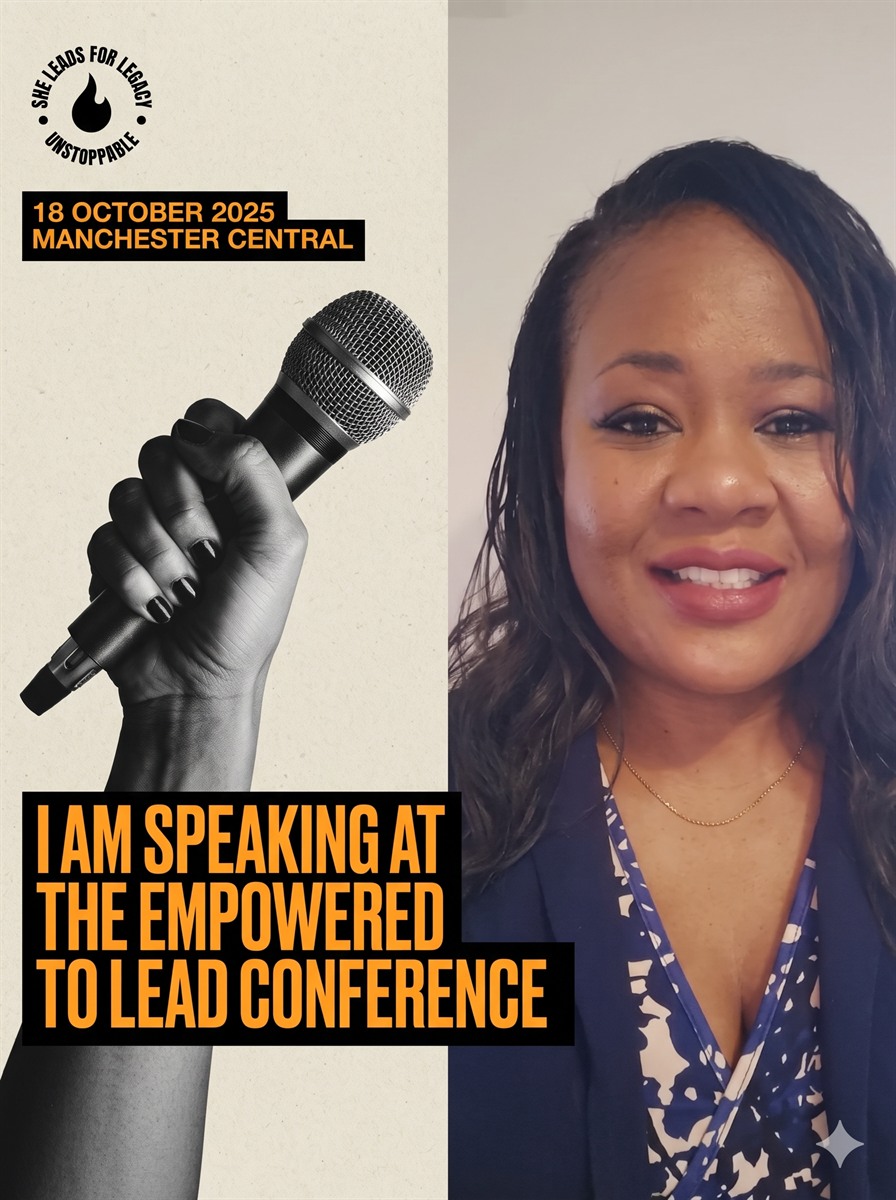 SHE LEADS FOR LEGACY
UNSTOPPABLE
18 OCTOBER 2025
MANCHESTER CENTRAL
I AM SPEAKING AT
THE EMPOWERED
TO LEAD CONFERENCE